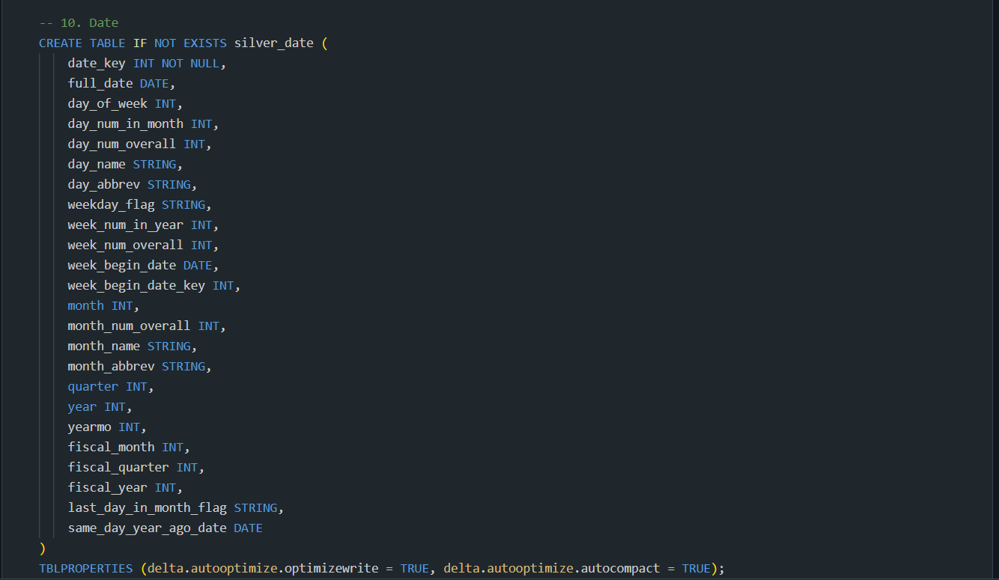 -- 10. Date
CREATE TABLE IF NOT EXISTS silver_date (
date_key INT NOT NULL,
full_date DATE,
day_of_week INT,
day_num_in_month INT,
day_num_overall INT,
day_name STRING,
day_abbrev STRING,
weekday_flag STRING,
week_num_in_year INT,
week_num_overall INT,
week_begin_date DATE,
week_begin_date_key INT,
month INT,
month_num_overall INT,
month_name STRING,
month_abbrev STRING,
quarter INT,
year INT,
yearmo INT,
fiscal_month INT,
fiscal_quarter INT,
fiscal_year INT,
last_day_in_month_flag STRING,
same_day_year_ago_date DATE
)
TBLPROPERTIES (delta.autooptimize.optimizewrite = TRUE, delta.autooptimize.autocompact = TRUE);